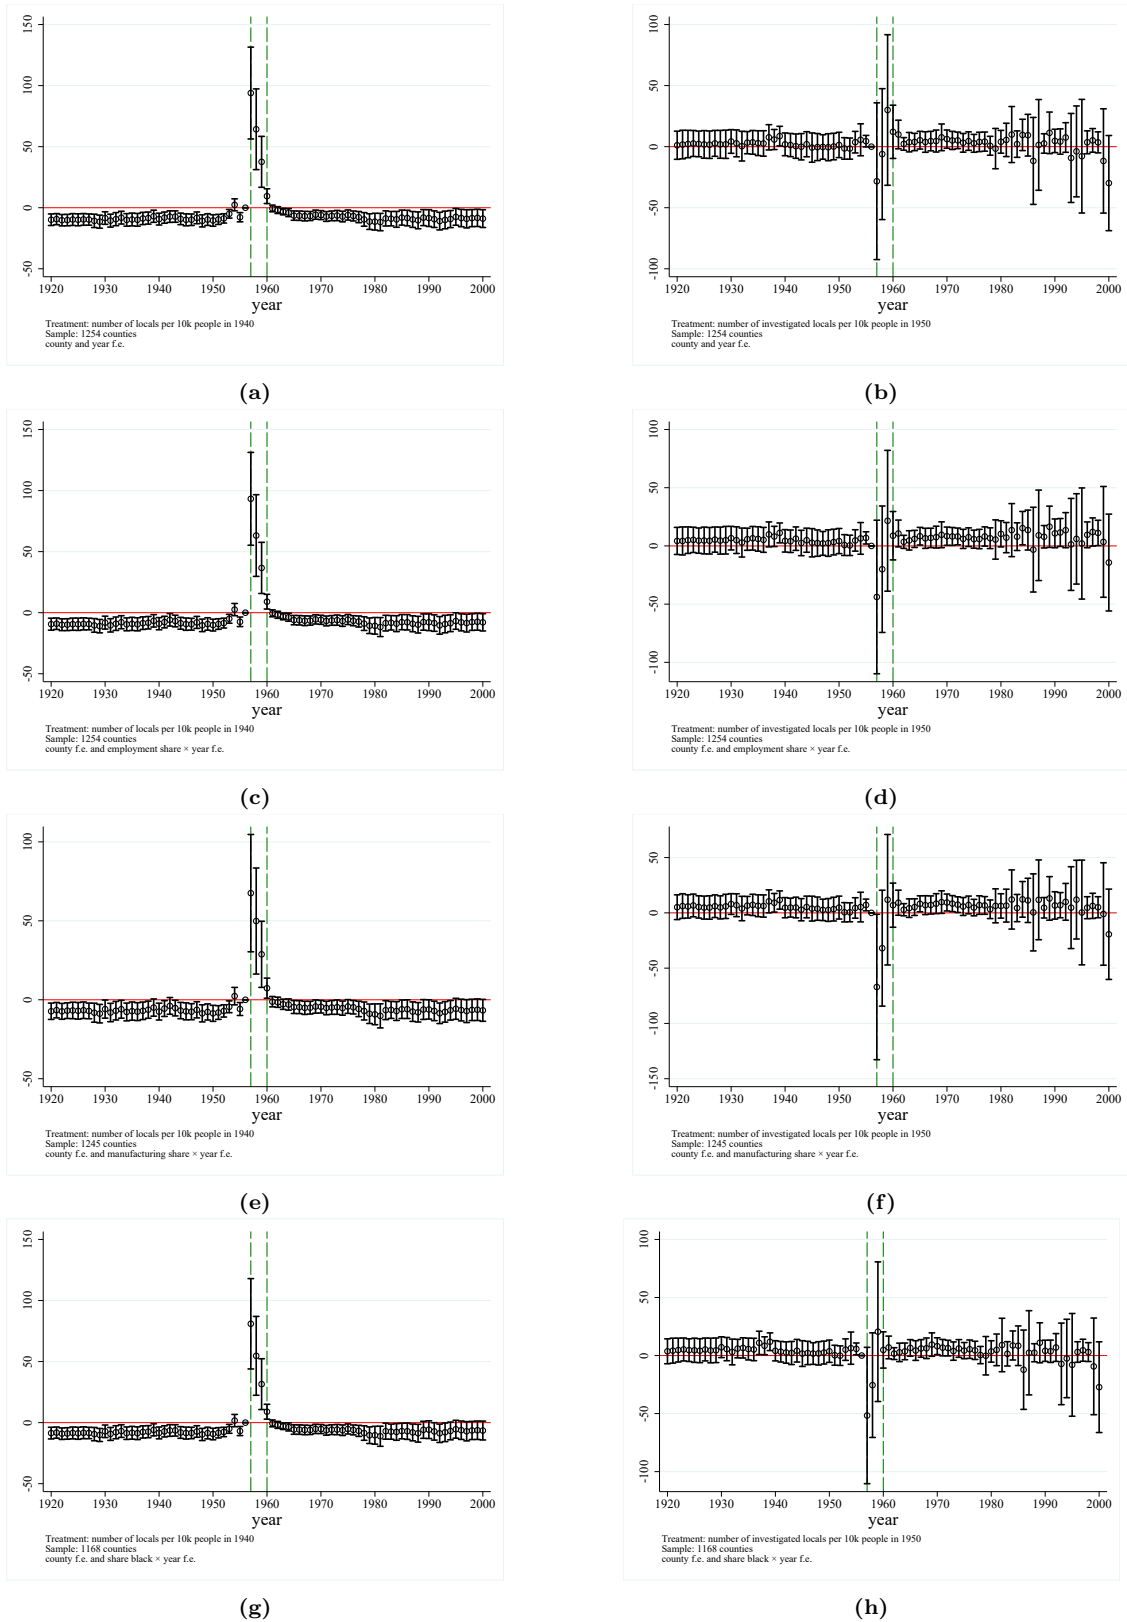 150
100
50
0
-50
1920 1930 1940 1950 1960 1970 1980 1990 2000
year
Treatment: number of locals per 10k people in 1940
Sample: 1254 counties
county and year f.e.
(a)
100
50
0
-50
-100
1920 1930 1940 1950 1960 1970 1980 1990 2000
year
Treatment: number of investigated locals per 10k people in 1950
Sample: 1254 counties
county and year f.e.
(b)
150
100
50
0
-50
1920 1930 1940 1950 1960 1970 1980 1990 2000
year
Treatment: number of locals per 10k people in 1940
Sample: 1254 counties
county f.e. and employment share × year f.e.
(c)
100
50
0
-50
-100
1920 1930 1940 1950 1960 1970 1980 1990 2000
year
Treatment: number of investigated locals per 10k people in 1950
Sample: 1254 counties
county f.e. and employment share × year f.e.
(d)
100
50
0
-50
1920 1930 1940 1950 1960 1970 1980 1990 2000
year
Treatment: number of locals per 10k people in 1940
Sample: 1245 counties
county f.e. and manufacturing share × year f.e.
(e)
50
0
-50
-100
-150
1920 1930 1940 1950 1960 1970 1980 1990 2000
year
Treatment: number of investigated locals per 10k people in 1950
Sample: 1245 counties
county f.e. and manufacturing share × year f.e.
(f)
150
100
50
0
-50
1920 1930 1940 1950 1960 1970 1980 1990 2000
year
Treatment: number of locals per 10k people in 1940
Sample: 1168 counties
county f.e. and share black × year f.e.
(g)
100
50
0
-50
-100
1920 1930 1940 1950 1960 1970 1980 1990 2000
year
Treatment: number of investigated locals per 10k people in 1950
Sample: 1168 counties
county f.e. and share black × year f.e.
(h)